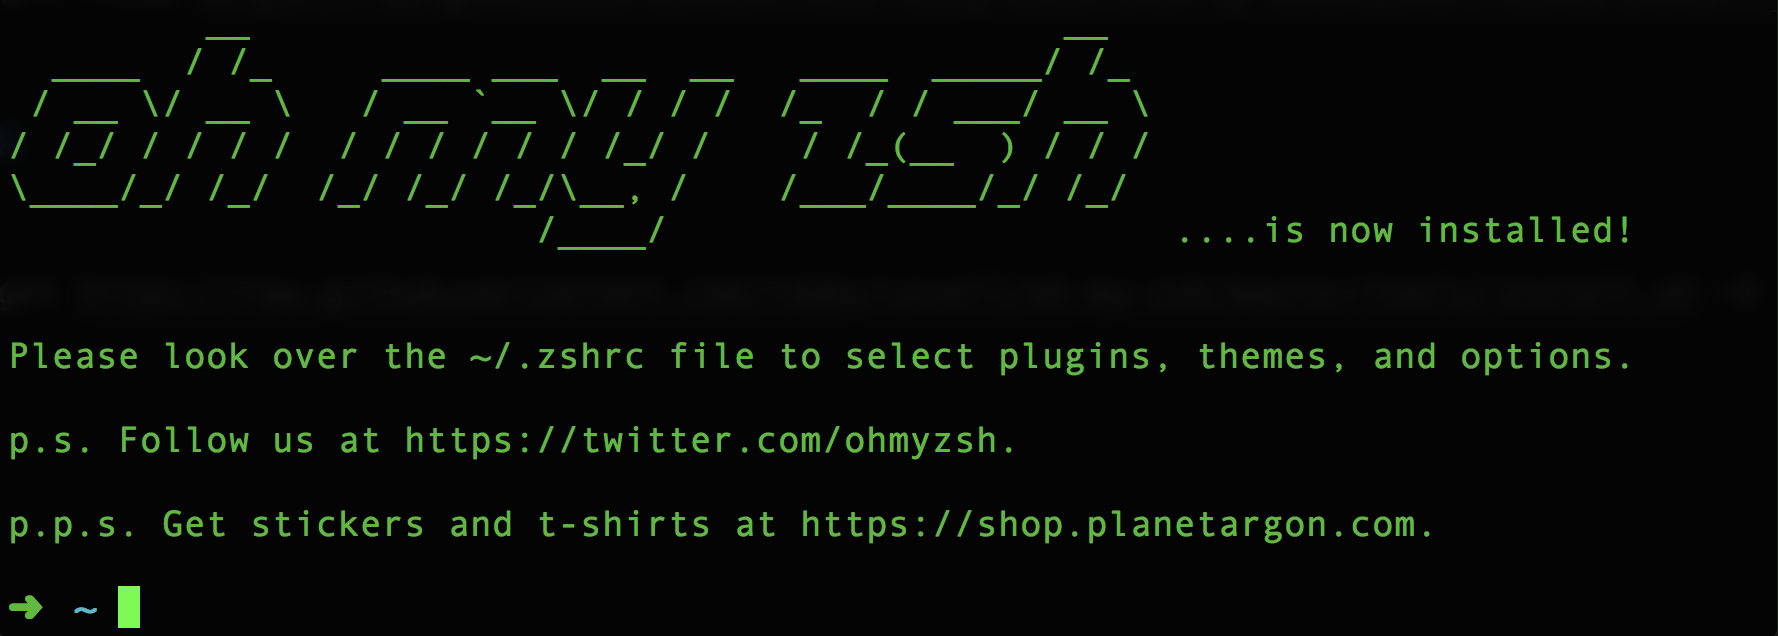 oh my zsh
....is now installed!
Please look over the ~/.zshrc file to select plugins, themes, and options.
p.s. Follow us at https://twitter.com/ohmyzsh.
p.p.s. Get stickers and t-shirts at https://shop.planetargon.com.
➜ ~